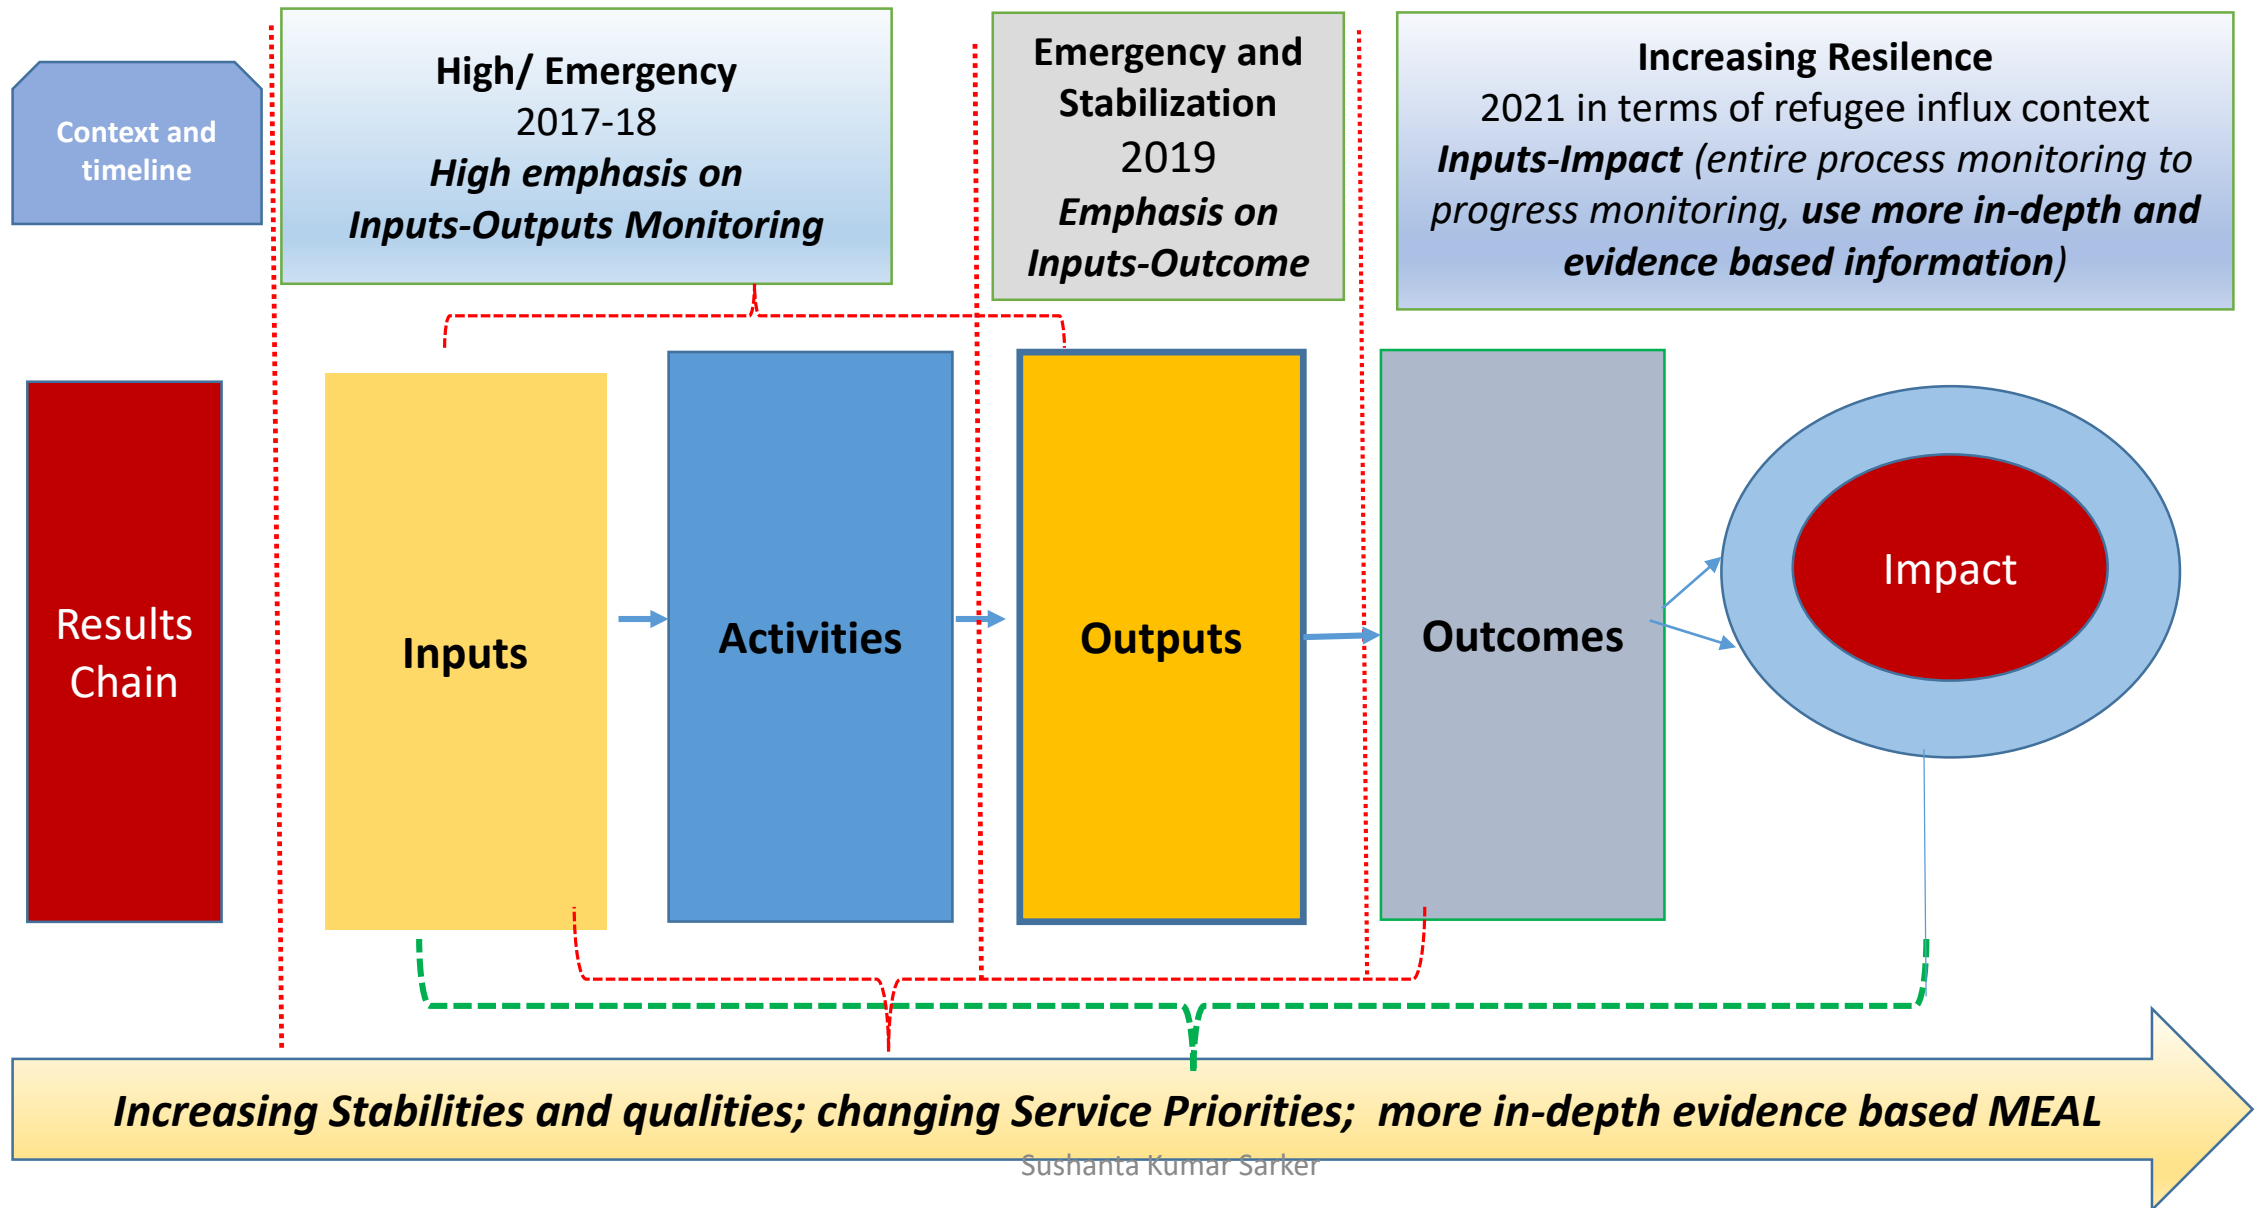 Context and
timeline
High/ Emergency
2017-18
High emphasis on
Inputs-Outputs Monitoring
Emergency and
Stabilization
2019
Emphasis on
Inputs-Outcome
Increasing Resilence
2021 in terms of refugee influx context
Inputs-Impact (entire process monitoring to
progress monitoring, use more in-depth and
evidence based information)
Results
Chain
Inputs
Activities
Outputs
Outcomes
Impact
Increasing Stabilities and qualities; changing Service Priorities; more in-depth evidence based MEAL
Sushanta Kumar Sarker